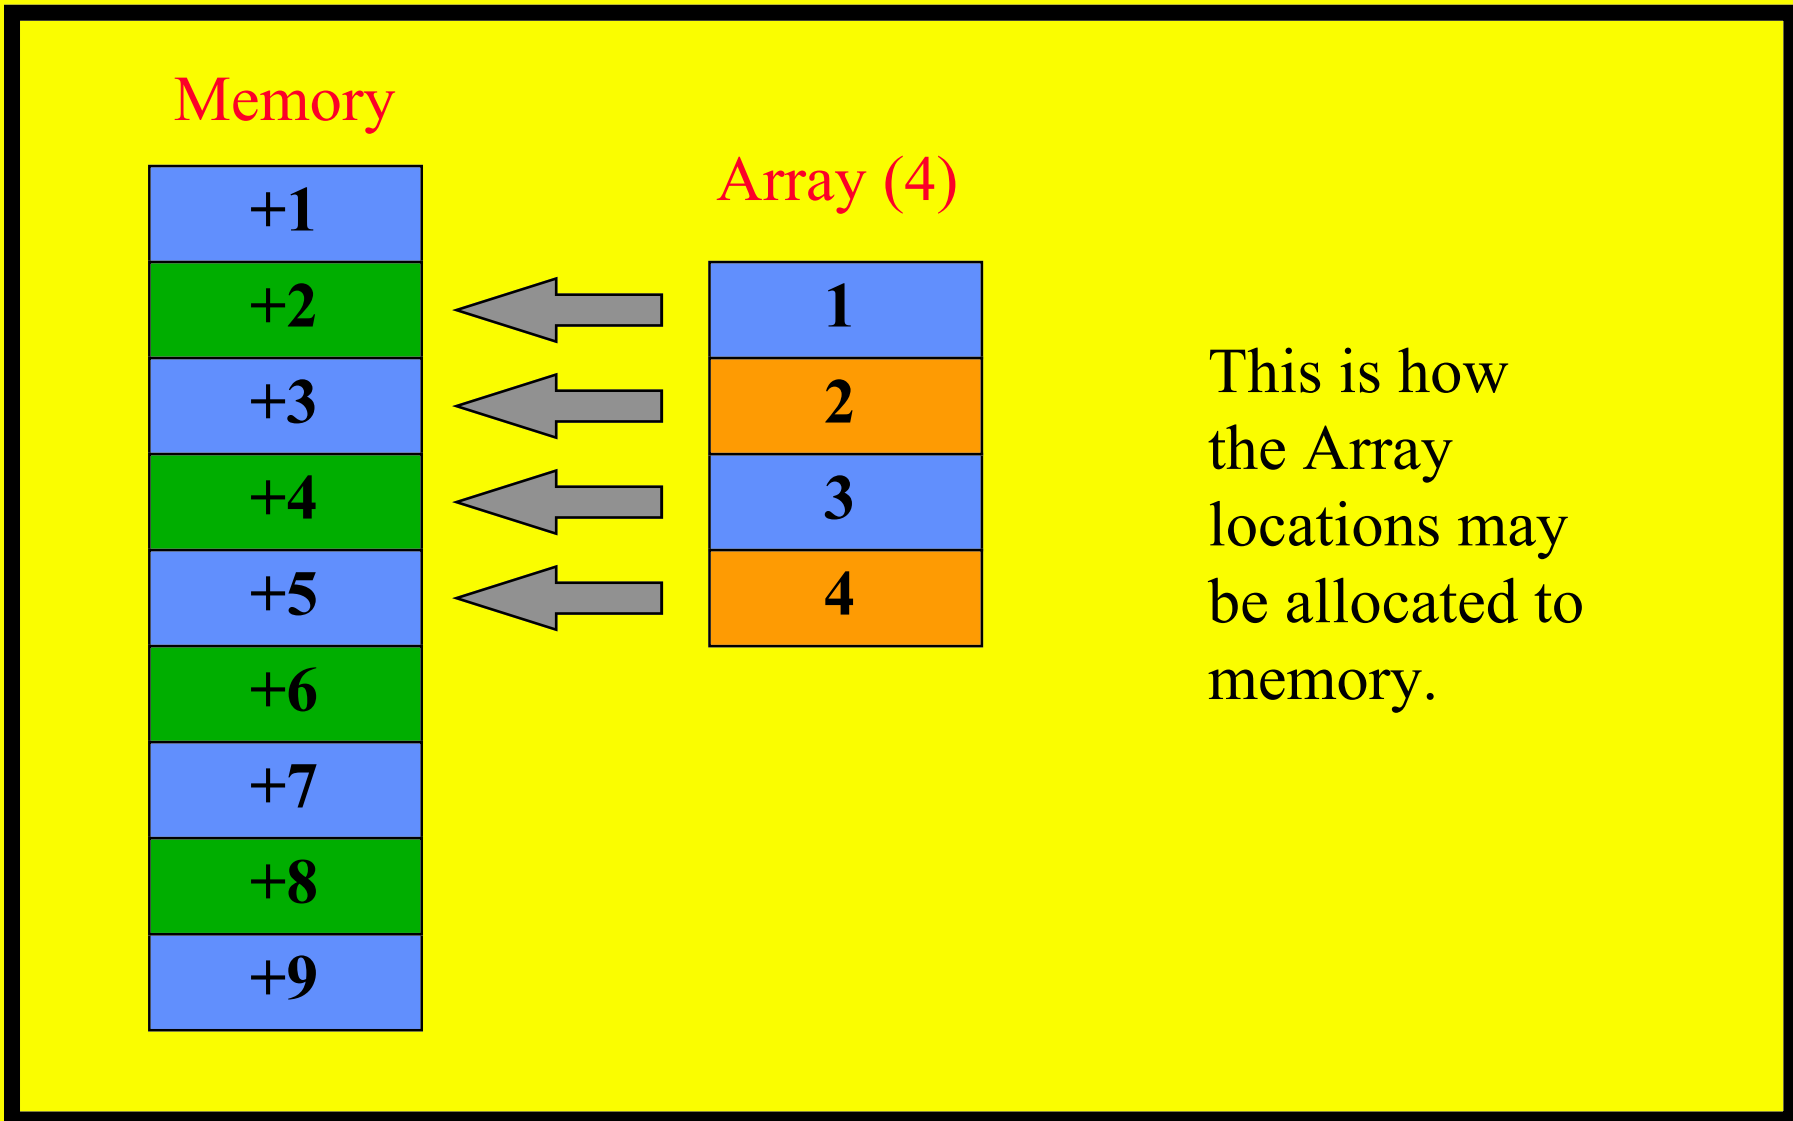 Memory
+1
+2
+3
+4
+5
+6
+7
+8
+9
Array (4)
1
2
3
4
This is how
the Array
locations may
be allocated to
memory.